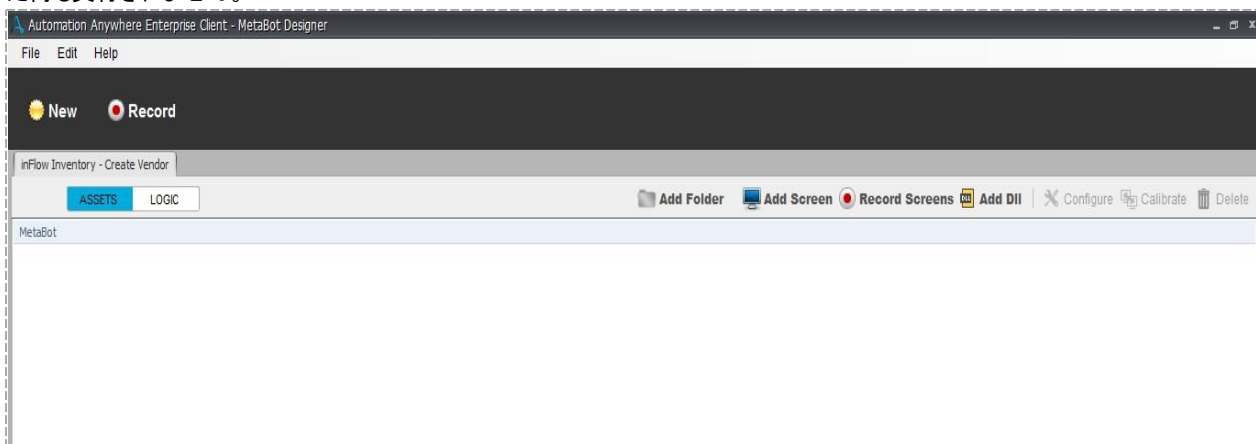 Automation Anywhere Enterprise Client - MetaBot Designer
File Edit Help
New Record
inFlow Inventory - Create Vendor
ASSETS LOGIC Add Folder Add Screen Record Screens Add Dll Configure Calibrate Delete
MetaBot